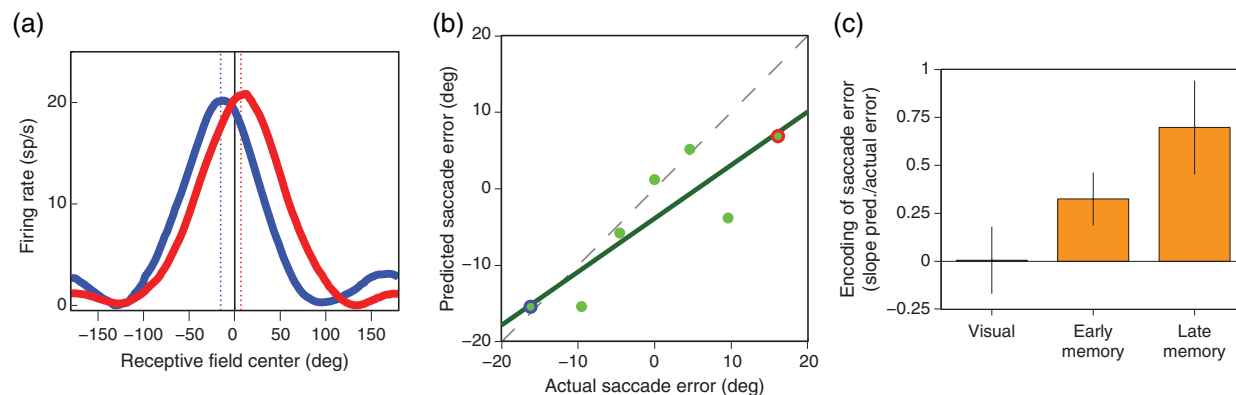 (a)
Firing rate (sp/s)
20
10
0
−150 −100 −50 0 50 100 150
Receptive field center (deg)
(b)
Predicted saccade error (deg)
20
10
0
−10
−20
−20 −10 0 10 20
Actual saccade error (deg)
(c)
Encoding of saccade error
(slope pred./actual error)
1
0.75
0.5
0.25
0
−0.25
Visual Early Late
memory memory